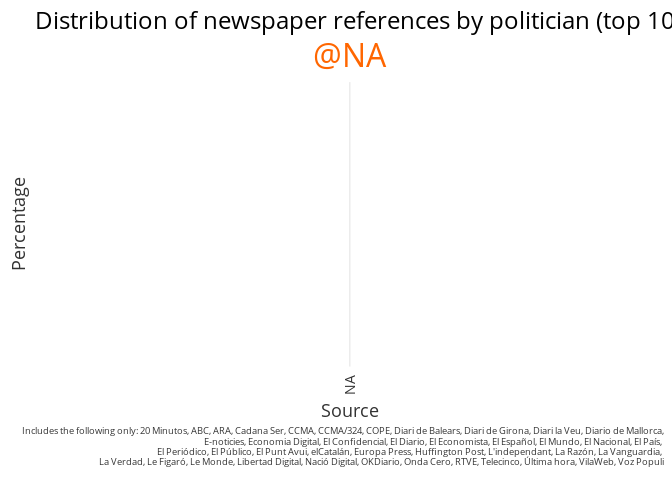 Distribution of newspaper references by politician (top 10
@NA
Percentage
NA
Source
Includes the following only: 20 Minutos, ABC, ARA, Cadana Ser, CCMA, CCMA/324, COPE, Diari de Balears, Diari de Girona, Diari la Veu, Diario de Mallorca,
E-noticies, Economia Digital, El Confidencial, El Diario, El Economista, El Español, El Mundo, El Nacional, El País,
El Periódico, El Público, El Punt Avui, elCatalán, Europa Press, Huffington Post, L'independant, La Razón, La Vanguardia,
La Verdad, Le Figaró, Le Monde, Libertad Digital, Nació Digital, OKDiario, Onda Cero, RTVE, Telecinco, Última hora, VilaWeb, Voz Populi